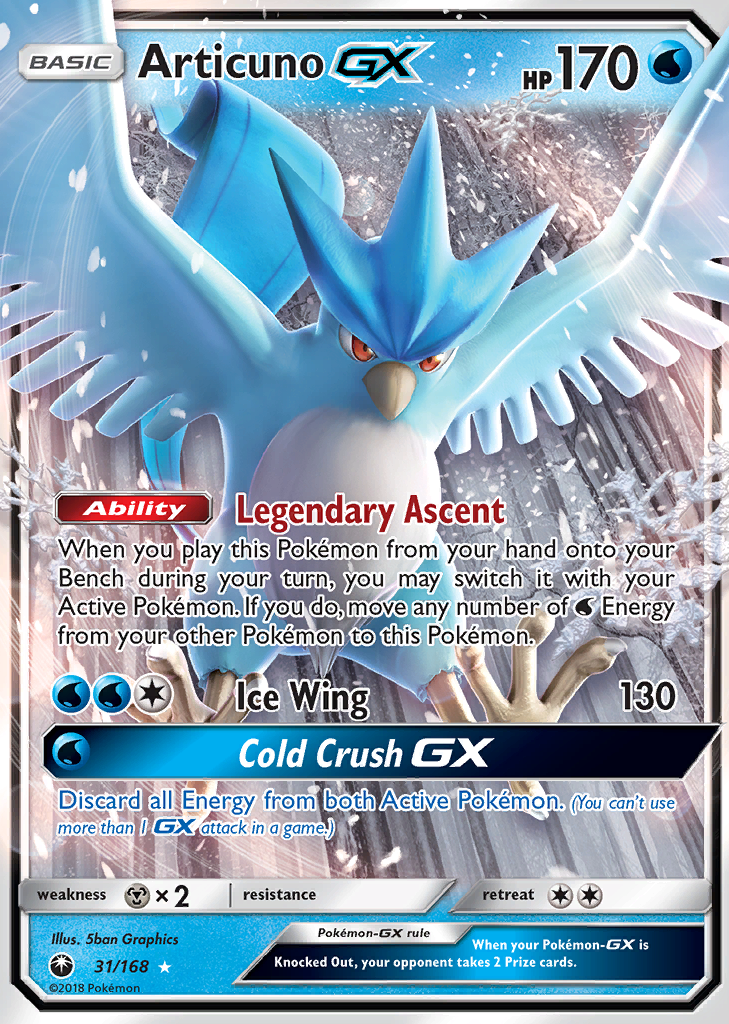 BASIC Articuno GX HP 170
Ability Legendary Ascent
When you play this Pokémon from your hand onto your
Bench during your turn, you may switch it with your
Active Pokémon. If you do, move any number of Energy
from your other Pokémon to this Pokémon.
Ice Wing 130
Cold Crush GX
Discard all Energy from both Active Pokémon. (You can't use
more than 1 GX attack in a game.)
weakness ×2 resistance retreat
Illus. 5ban Graphics
Pokémon-GX rule
When your Pokémon-GX is
Knocked Out, your opponent takes 2 Prize cards.
31/168
©2018 Pokémon